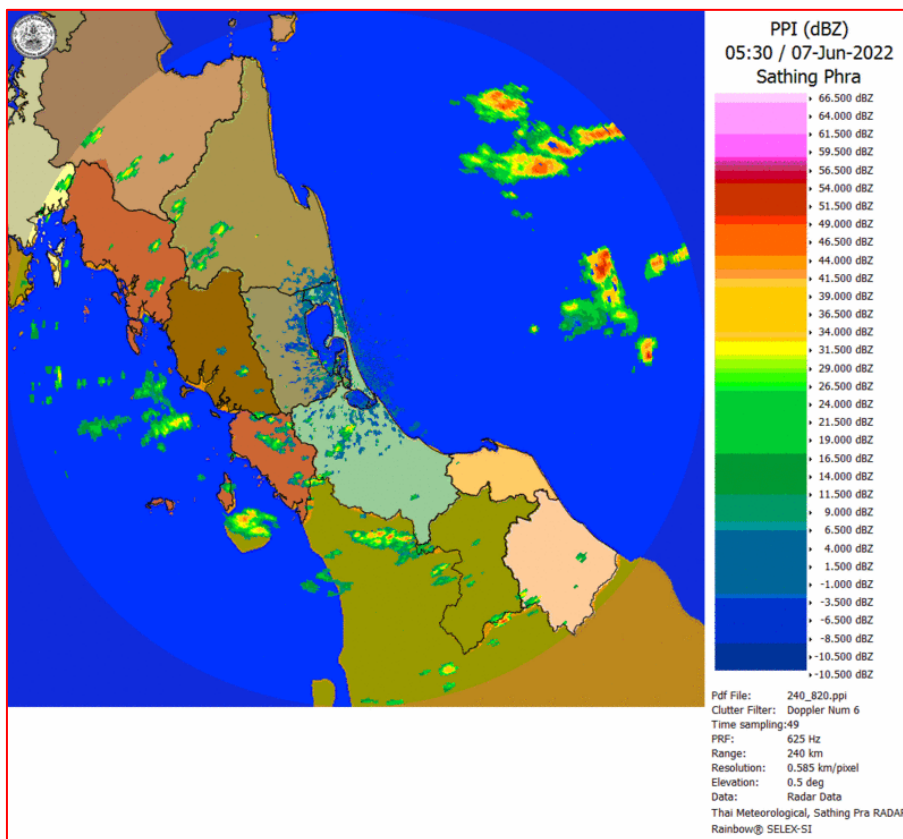 PPI (dBZ)
05:30 / 07-Jun-2022
Sathing Phra
66.500 dBZ
64.000 dBZ
61.500 dBZ
59.500 dBZ
56.500 dBZ
54.000 dBZ
51.500 dBZ
49.000 dBZ
46.500 dBZ
44.000 dBZ
41.500 dBZ
39.000 dBZ
36.500 dBZ
34.000 dBZ
31.500 dBZ
29.000 dBZ
26.500 dBZ
24.000 dBZ
21.500 dBZ
19.000 dBZ
16.500 dBZ
14.000 dBZ
11.500 dBZ
9.000 dBZ
6.500 dBZ
4.000 dBZ
1.500 dBZ
-1.000 dBZ
-3.500 dBZ
-6.500 dBZ
-8.500 dBZ
-10.500 dBZ
-10.500 dBZ
Pdf File: 240_820.ppi
Clutter Filter: Doppler Num 6
Time sampling:49
PRF: 625 Hz
Range: 240 km
Resolution: 0.585 km/pixel
Elevation: 0.5 deg
Data: Radar Data
Thai Meteorological, Sathing Pra RADAR
Rainbow® SELEX-SI